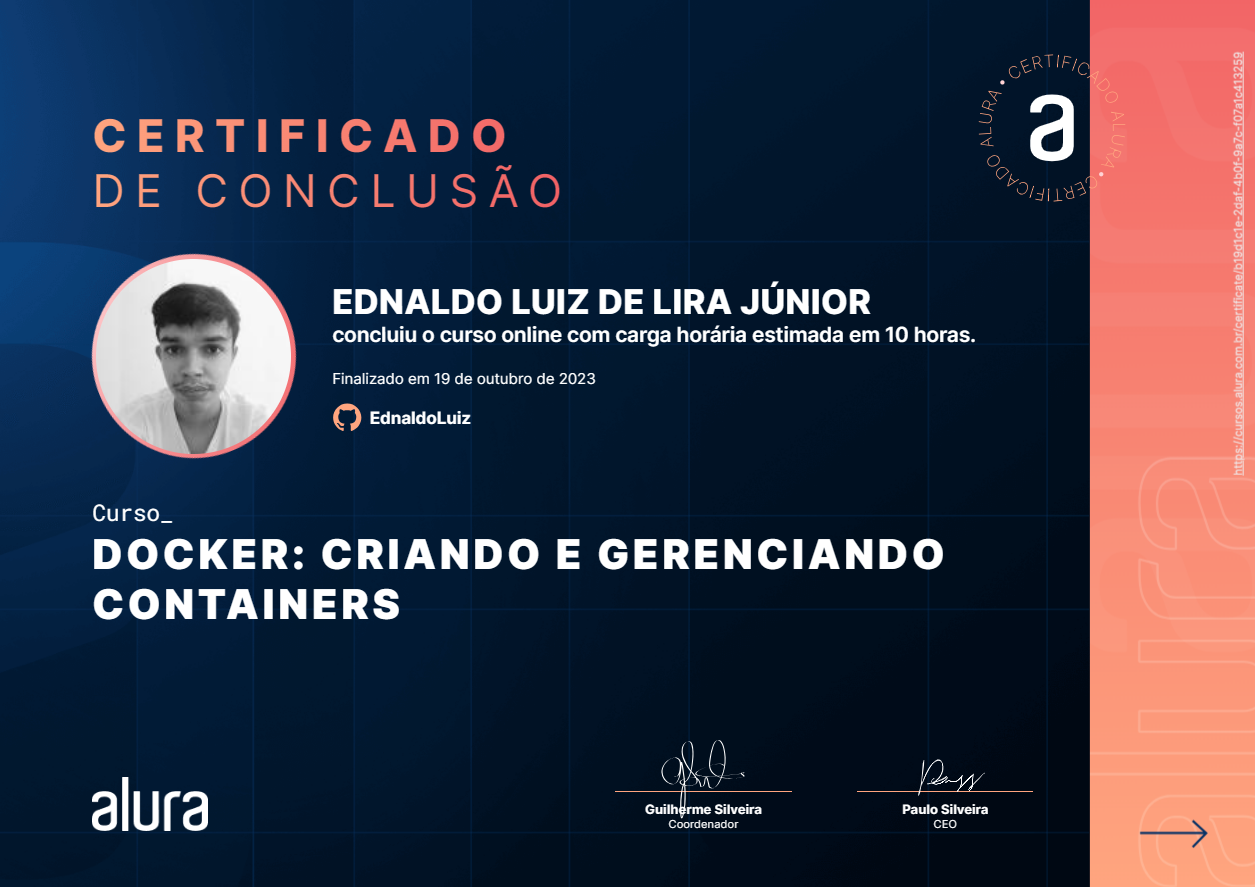 CERTIFICADO
DE CONCLUSÃO
CERTIFICADO ALURA • CERTIFICADO ALURA •
a
EDNALDO LUIZ DE LIRA JÚNIOR
concluiu o curso online com carga horária estimada em 10 horas.
Finalizado em 19 de outubro de 2023
EdnaldoLuiz
Curso_
DOCKER: CRIANDO E GERENCIANDO
CONTAINERS
alura
Guilherme Silveira
Coordenador
Paulo Silveira
CEO
https://cursos.alura.com.br/certificate/b19d1c1e-2daf-4b0f-9a7c-f07a1c413259
alura